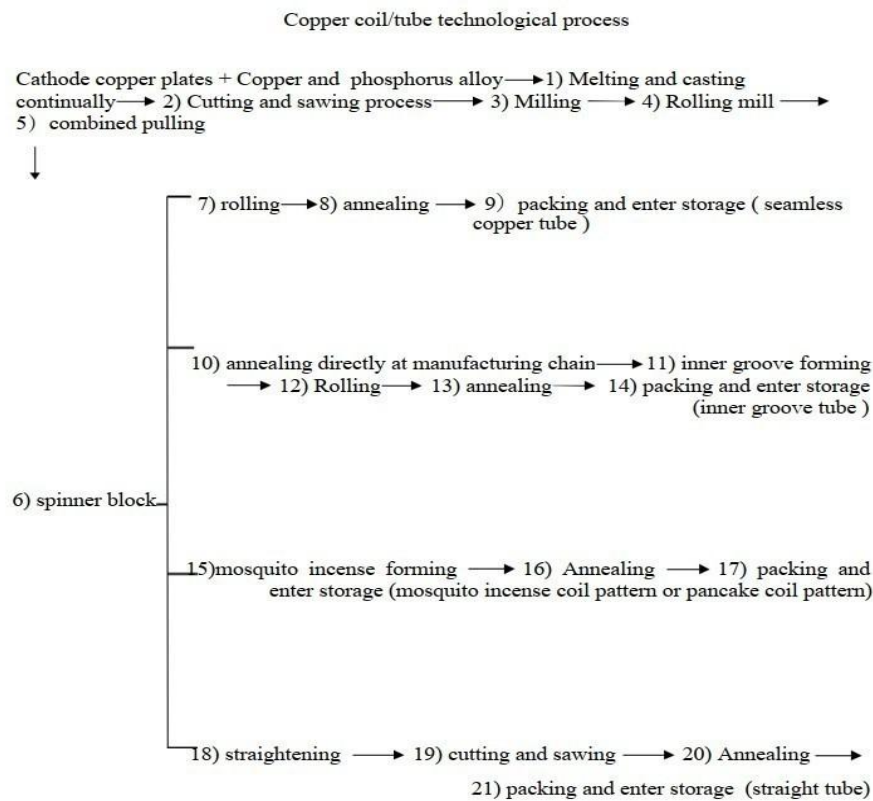 Copper coil/tube technological process
Cathode copper plates + Copper and phosphorus alloy→1) Melting and casting
continually→ 2) Cutting and sawing process→ 3) Milling → 4) Rolling mill →
5) combined pulling
↓
7) rolling→8) annealing → 9) packing and enter storage ( seamless
copper tube )
10) annealing directly at manufacturing chain→11) inner groove forming
→ 12) Rolling→ 13) annealing→ 14) packing and enter storage
(inner groove tube )
6) spinner block
15)mosquito incense forming → 16) Annealing → 17) packing and
enter storage (mosquito incense coil pattern or pancake coil pattern)
18) straightening → 19) cutting and sawing → 20) Annealing →
21) packing and enter storage (straight tube)